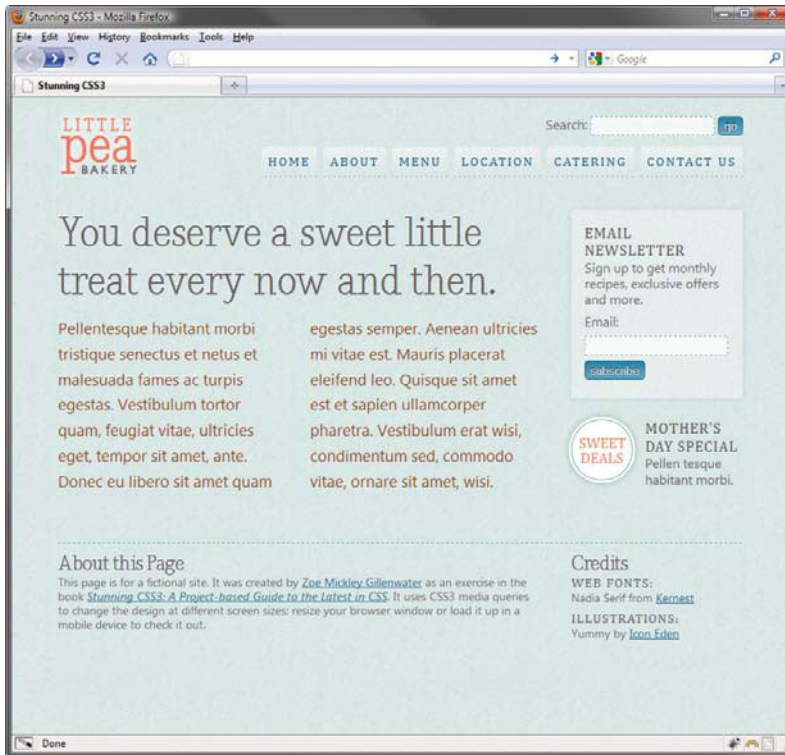 Stunning CSS3 - Mozilla Firefox
File Edit View History Bookmarks Tools Help
Google
Stunning CSS3
LITTLE
pea
BAKERY
Search: go
HOME ABOUT MENU LOCATION CATERING CONTACT US
You deserve a sweet little
treat every now and then.
Pellentesque habitant morbi
tristique senectus et netus et
malesuada fames ac turpis
egestas. Vestibulum tortor
quam, feugiat vitae, ultricies
eget, tempor sit amet, ante.
Donec eu libero sit amet quam
egestas semper. Aenean ultricies
mi vitae est. Mauris placerat
eleifend leo. Quisque sit amet
est et sapien ullamcorper
pharetra. Vestibulum erat wisi,
condimentum sed, commodo
vitae, ornare sit amet, wisi.
EMAIL
NEWSLETTER
Sign up to get monthly
recipes, exclusive offers
and more.
Email:
subscribe
SWEET
DEALS
MOTHER'S
DAY SPECIAL
Pellen tesque
habitant morbi.
About this Page
This page is for a fictional site. It was created by Zoe Mickley Gillenwater as an exercise in the
book Stunning CSS3: A Project-based Guide to the Latest in CSS. It uses CSS3 media queries
to change the design at different screen sizes: resize your browser window or load it up in a
mobile device to check it out.
Credits
WEB FONTS:
Nadia Serif from Kernest
ILLUSTRATIONS:
Yummy by Icon Eden
Done